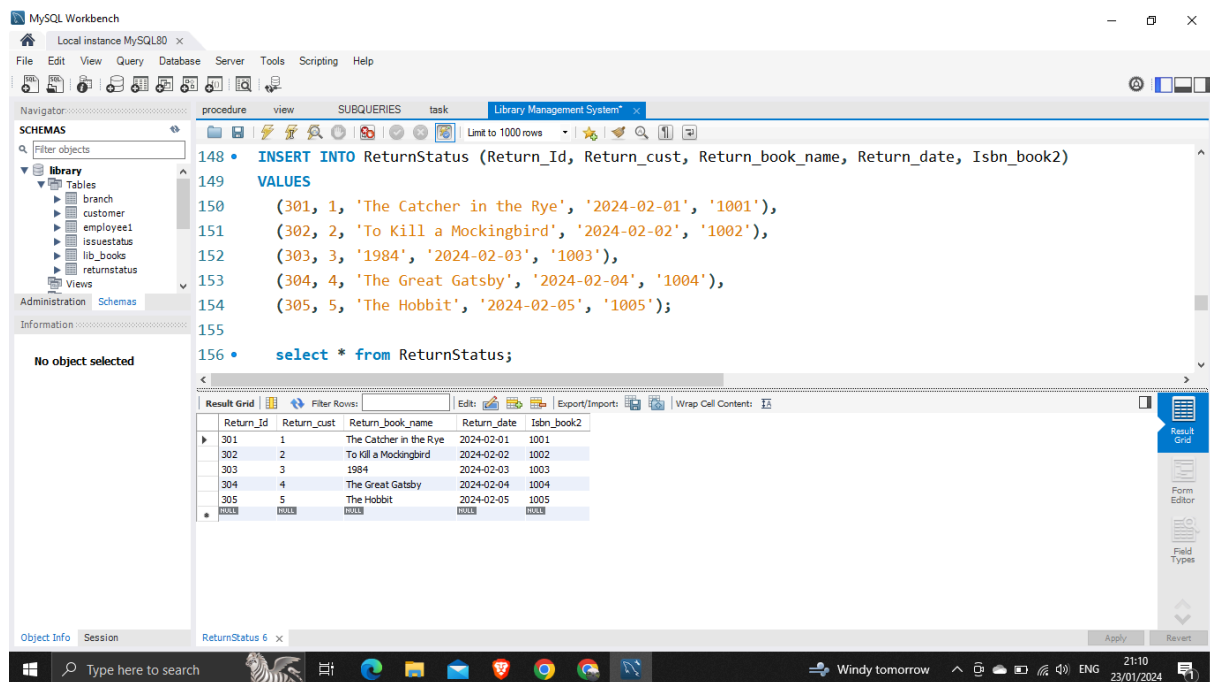 MySQL Workbench
Local instance MySQL80
File Edit View Query Database Server Tools Scripting Help
Navigator
SCHEMAS
Filter objects
library
Tables
branch
customer
employee1
issuestatus
lib_books
returnstatus
Views
Administration Schemas
Information
No object selected
Object Info Session
procedure view SUBQUERIES task Library Management System*
Limit to 1000 rows
148 INSERT INTO ReturnStatus (Return_Id, Return_cust, Return_book_name, Return_date, Isbn_book2)
149 VALUES
150 (301, 1, 'The Catcher in the Rye', '2024-02-01', '1001'),
151 (302, 2, 'To Kill a Mockingbird', '2024-02-02', '1002'),
152 (303, 3, '1984', '2024-02-03', '1003'),
153 (304, 4, 'The Great Gatsby', '2024-02-04', '1004'),
154 (305, 5, 'The Hobbit', '2024-02-05', '1005');
155
156 select * from ReturnStatus;
Result Grid Filter Rows: Edit: Export/Import: Wrap Cell Content:
Return_Id Return_cust Return_book_name Return_date Isbn_book2
301 1 The Catcher in the Rye 2024-02-01 1001
302 2 To Kill a Mockingbird 2024-02-02 1002
303 3 1984 2024-02-03 1003
304 4 The Great Gatsby 2024-02-04 1004
305 5 The Hobbit 2024-02-05 1005
NULL NULL NULL NULL NULL
Result
Grid
Form
Editor
Field
Types
ReturnStatus 6
Apply Revert
Type here to search
Windy tomorrow
ENG
21:10
23/01/2024